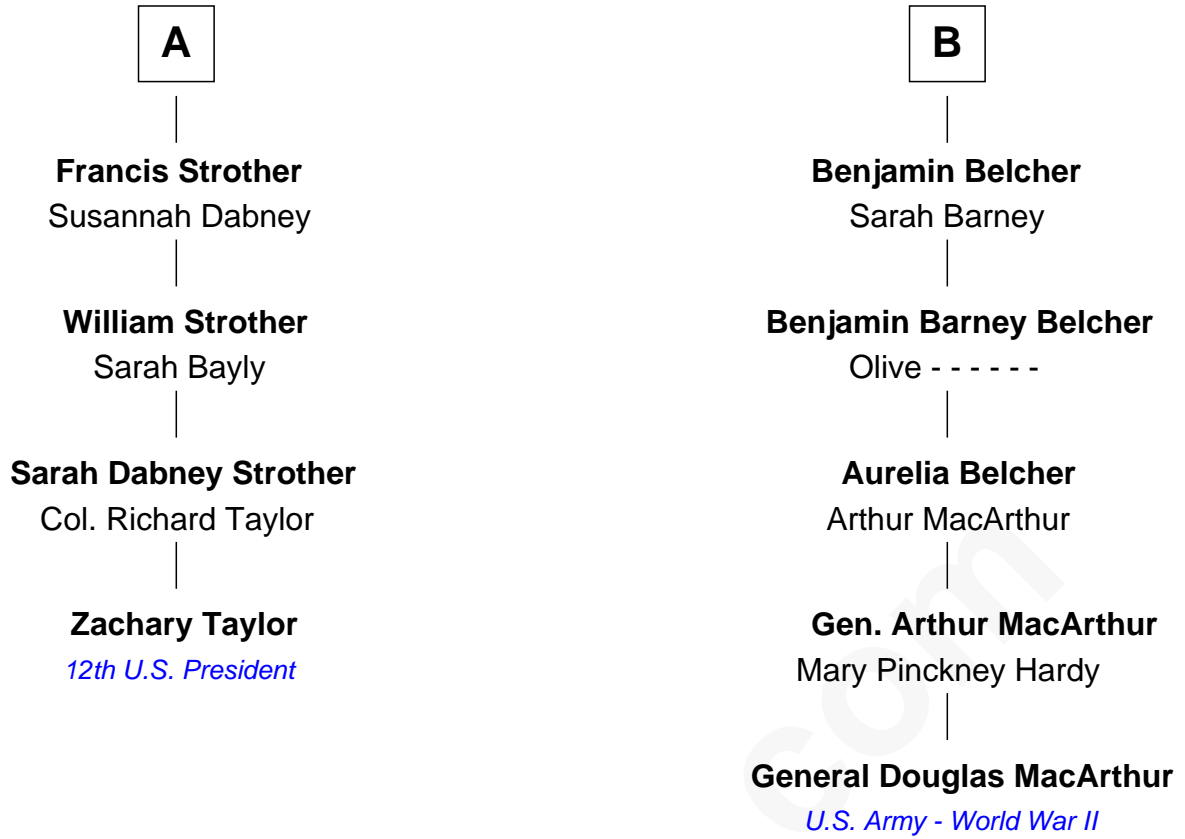 A
Francis Strother
Susannah Dabney
William Strother
Sarah Bayly
Sarah Dabney Strother
Col. Richard Taylor
Zachary Taylor
12th U.S. President
B
Benjamin Belcher
Sarah Barney
Benjamin Barney Belcher
Olive - - - - - -
Aurelia Belcher
Arthur MacArthur
Gen. Arthur MacArthur
Mary Pinckney Hardy
General Douglas MacArthur
U.S. Army - World War II
com